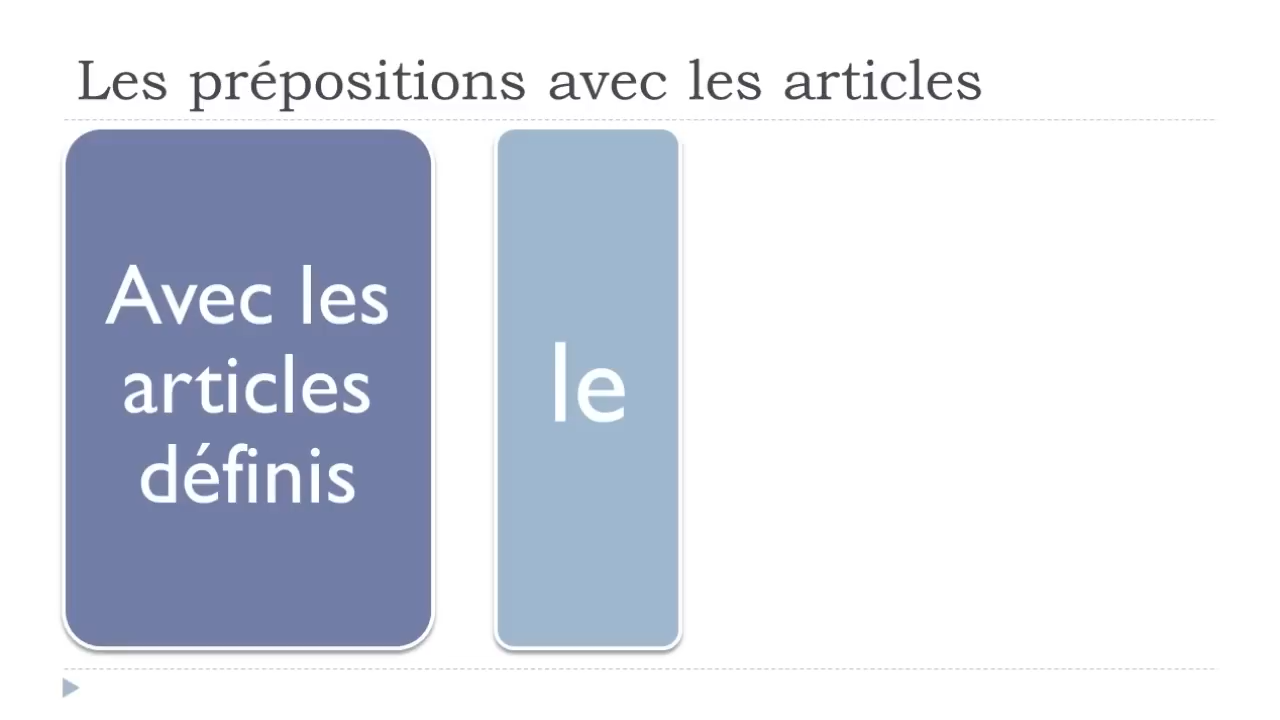 Les prépositions avec les articles
Avec les
articles
définis
le